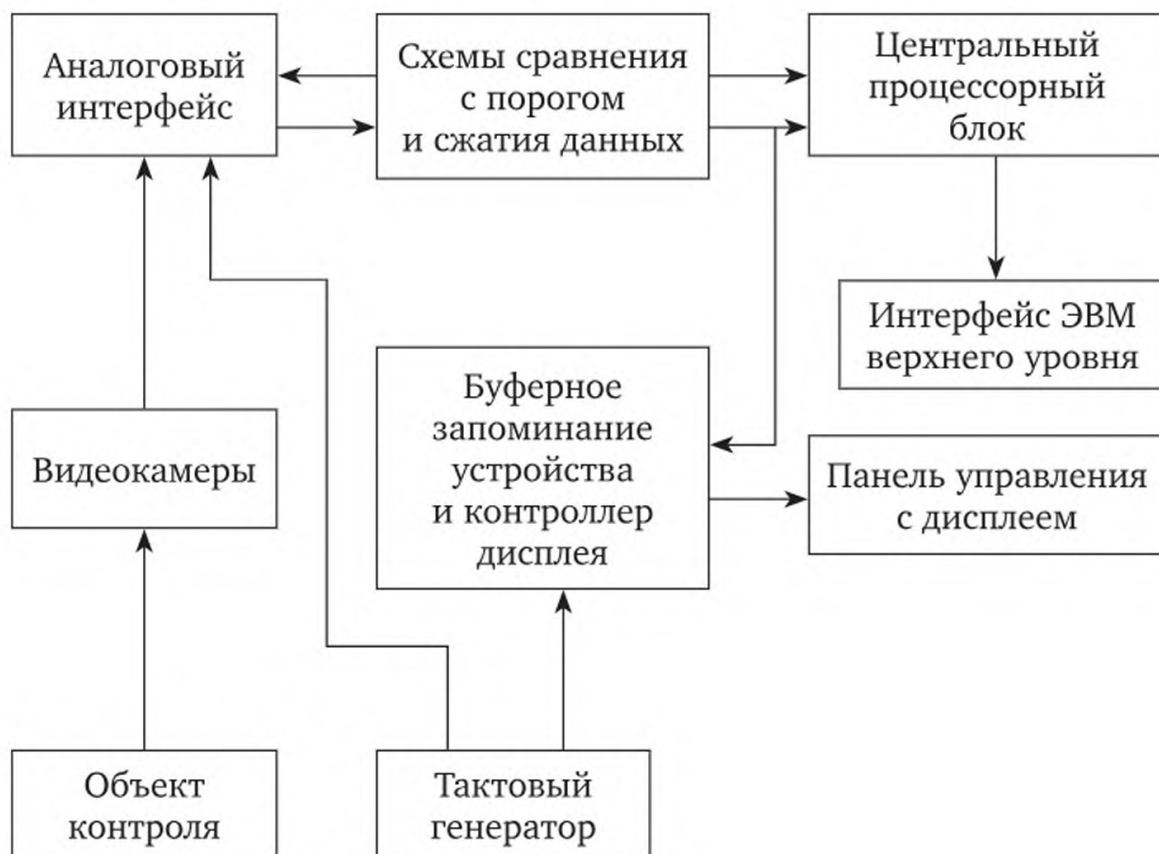 Аналоговый
интерфейс
Схемы сравнения
с порогом
и сжатия данных
Центральный
процессорный
блок
Интерфейс ЭВМ
верхнего уровня
Буферное
запоминание
устройства
и контроллер
дисплея
Видеокамеры
Панель управления
с дисплеем
Объект
контроля
Тактовый
генератор